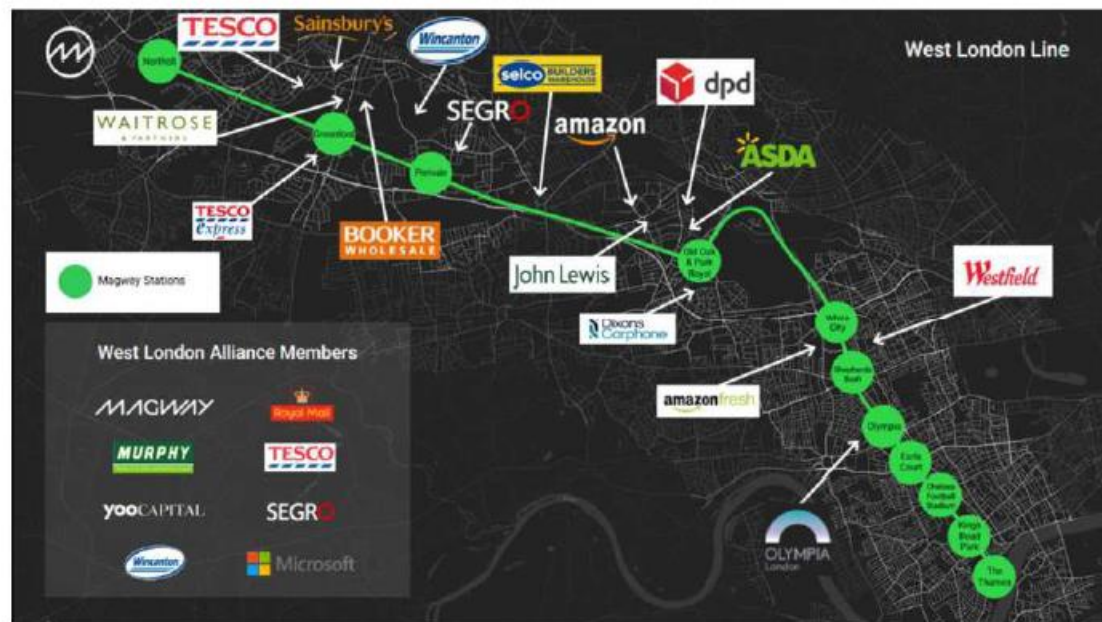 West London Line
TESCO
Sainsbury's
Wincanton
selco BUILDERS
WAREHOUSE
dpd
Northolt
WAITROSE
& PARTNERS
SEGRO
amazon
ASDA
Greenford
Perivale
TESCO
express
BOOKER
WHOLESALE
John Lewis
Old Oak
& Park
Royal
Westfield
Magway Stations
Dixons
Carphone
White
City
Shepherds
Bush
amazonfresh
West London Alliance Members
MAGWAY
Royal Mail
MURPHY
TESCO
YOOCAPITAL
SEGRO
Wincanton
Microsoft
Olympia
Earls
Court
Chelsea
Football
Stadium
Kings
Road
Park
The
Thames
OLYMPIA
London